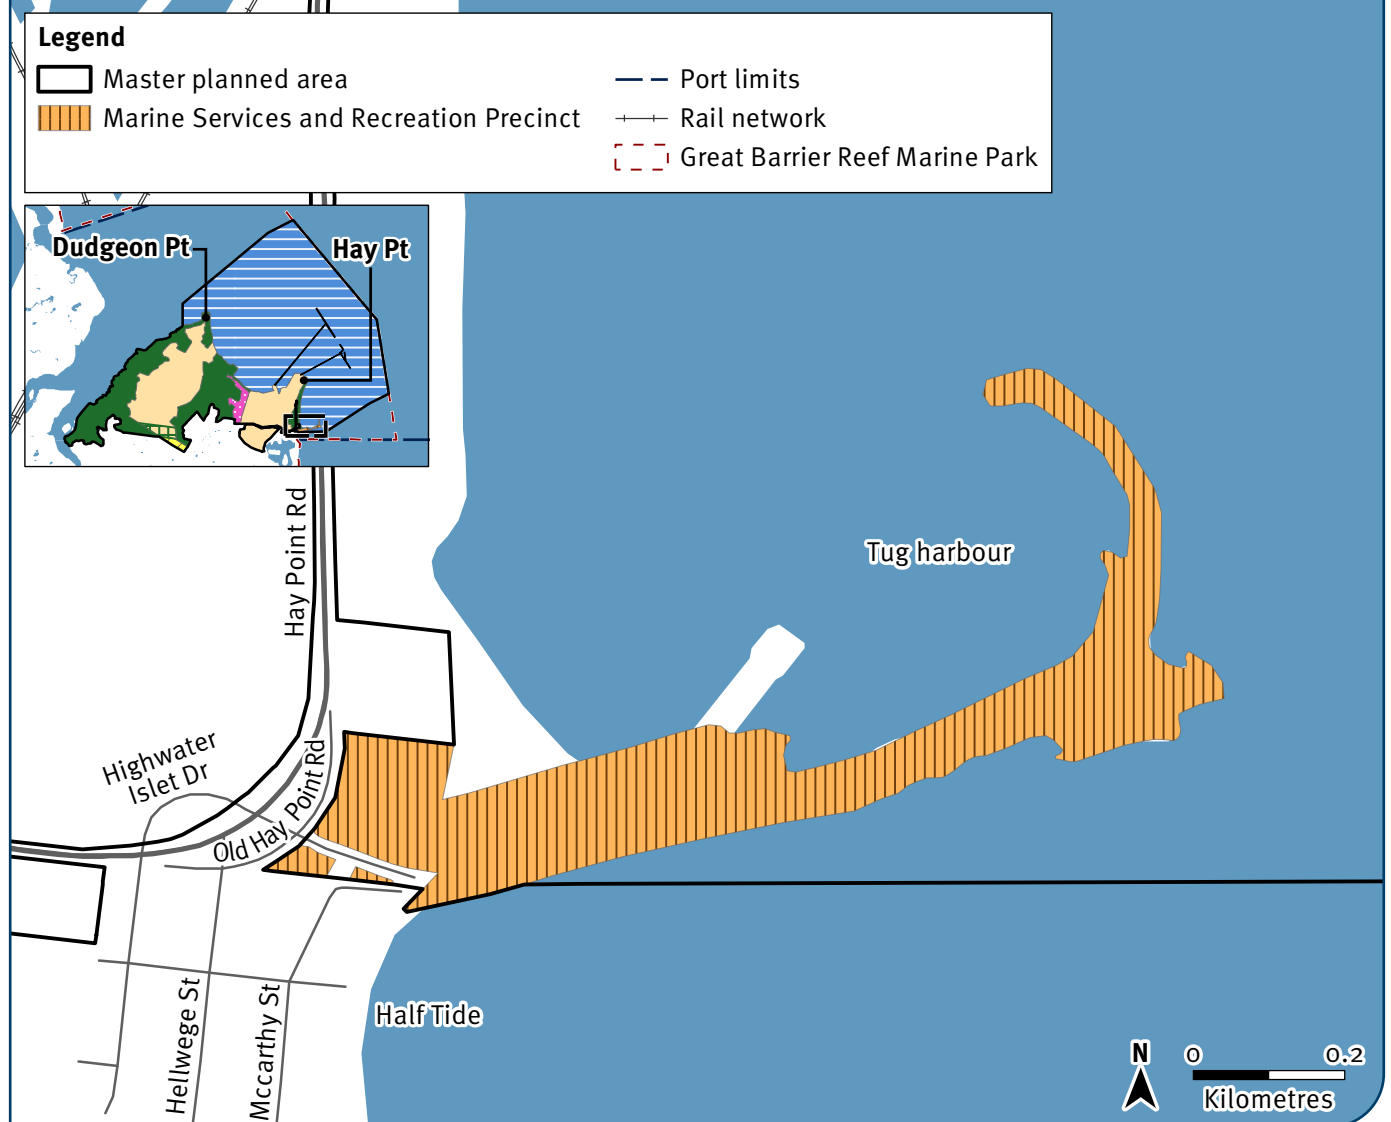 Legend
Master planned area
Marine Services and Recreation Precinct
Port limits
Rail network
Great Barrier Reef Marine Park
Dudgeon Pt
Hay Pt
Hay Point Rd
Tug harbour
Highwater
Islet Dr
Old Hay Point Rd
Hellwege St
Mccarthy St
Half Tide
N
0 0.2
Kilometres